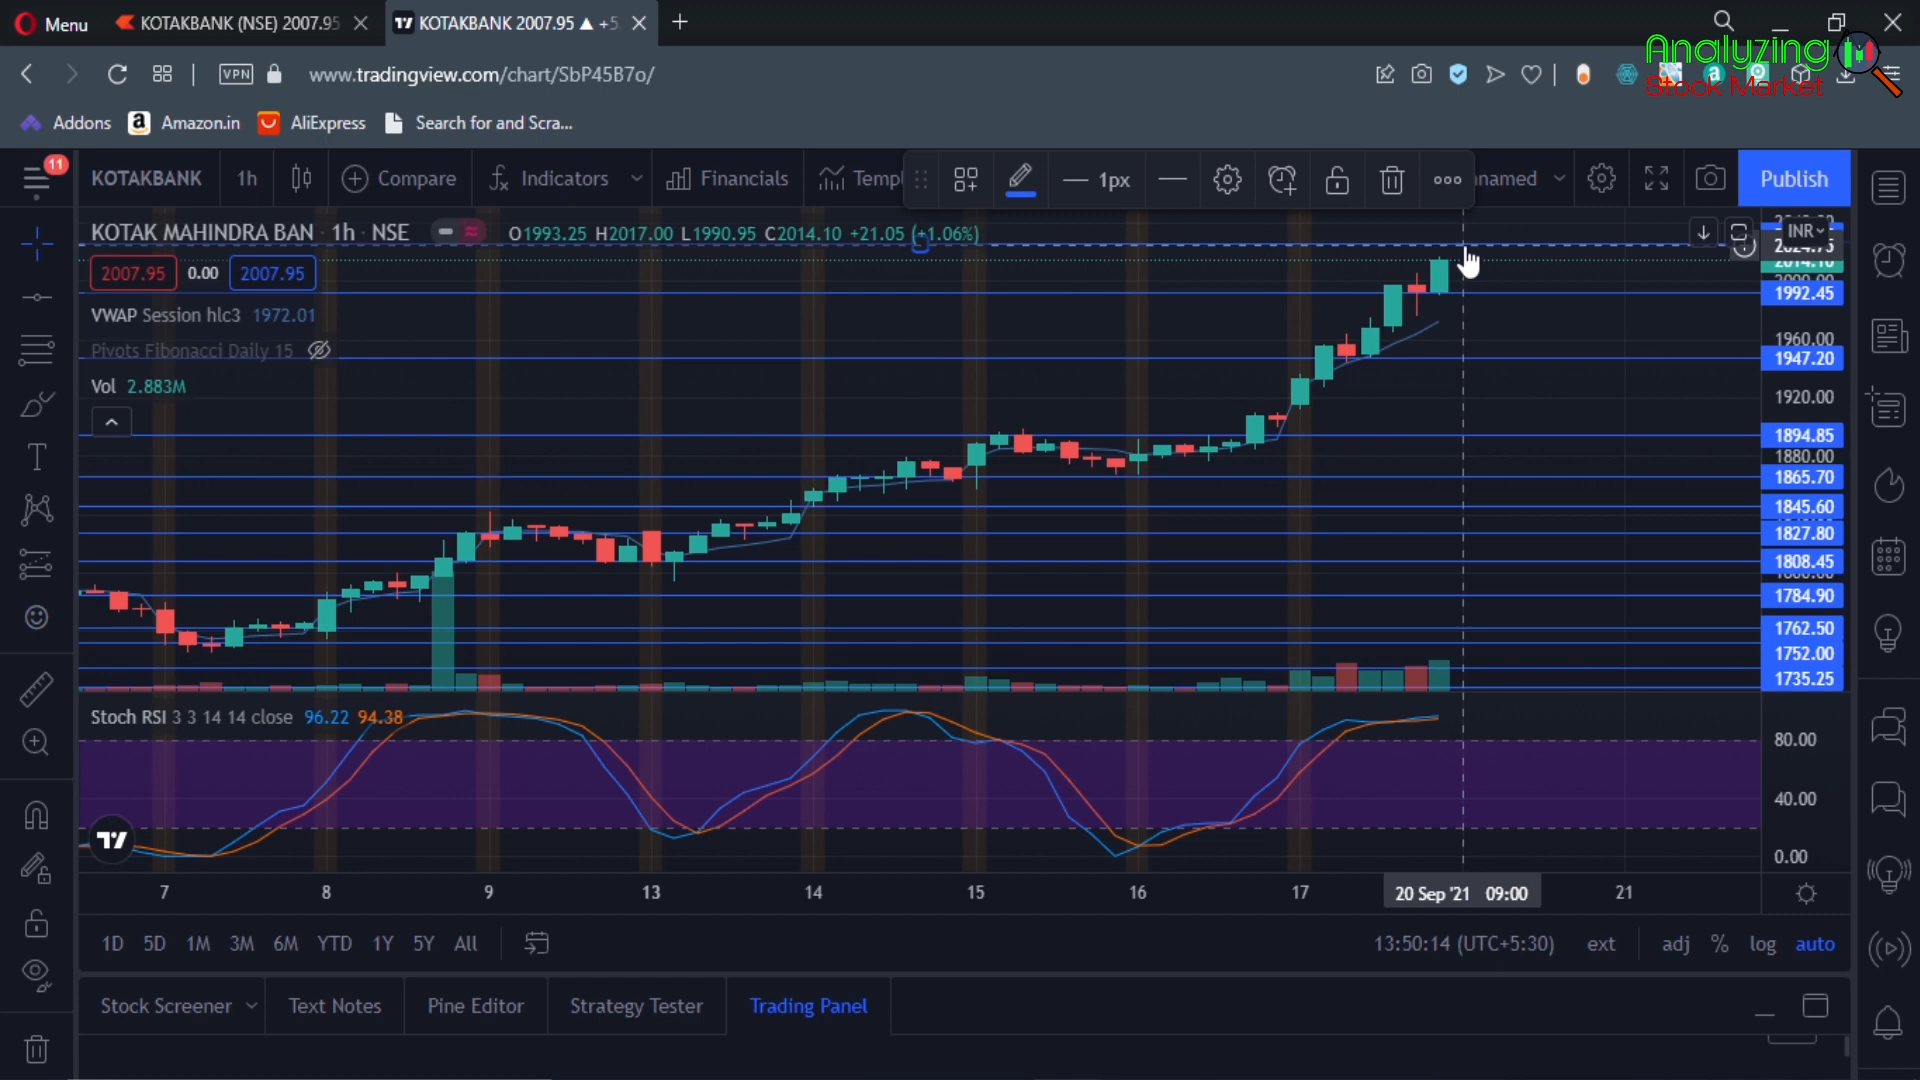 Menu
KOTAKBANK (NSE) 2007.95
KOTAKBANK 2007.95 ▲ +5
Analyzing
Stock Market
VPN
www.tradingview.com/chart/SbP45B7o/
Addons
Amazon.in
AliExpress
Search for and Scra...
11
KOTAKBANK
1h
Compare
Indicators
Financials
Templ
1px
named
Publish
KOTAK MAHINDRA BAN · 1h · NSE
O1993.25 H2017.00 L1990.95 C2014.10 +21.05 (+1.06%)
2007.95 0.00 2007.95
VWAP Session hlc3 1972.01
Pivots Fibonacci Daily 15
Vol 2.883M
INR
2024.75
2014.10
1992.45
1960.00
1947.20
1920.00
1894.85
1880.00
1865.70
1845.60
1827.80
1808.45
1784.90
1762.50
1752.00
1735.25
Stoch RSI 3 3 14 14 close 96.22 94.38
80.00
40.00
0.00
7 8 9 13 14 15 16 17 20 Sep '21 09:00 21
1D 5D 1M 3M 6M YTD 1Y 5Y All
13:50:14 (UTC+5:30) ext adj % log auto
Stock Screener
Text Notes
Pine Editor
Strategy Tester
Trading Panel